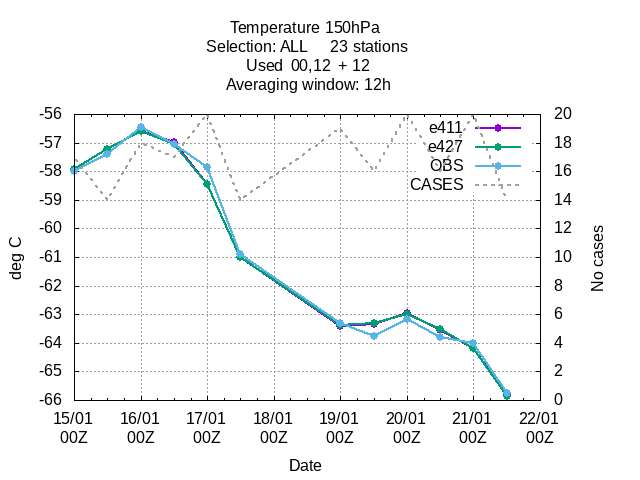 Temperature 150hPa
Selection: ALL 23 stations
Used 00,12 + 12
Averaging window: 12h
-56
-57
-58
-59
-60
-61
-62
-63
-64
-65
-66
deg C
20
18
16
14
12
10
8
6
4
2
0
No cases
e411
e427
OBS
CASES
15/01 16/01 17/01 18/01 19/01 20/01 21/01 22/01
00Z 00Z 00Z 00Z 00Z 00Z 00Z 00Z
Date